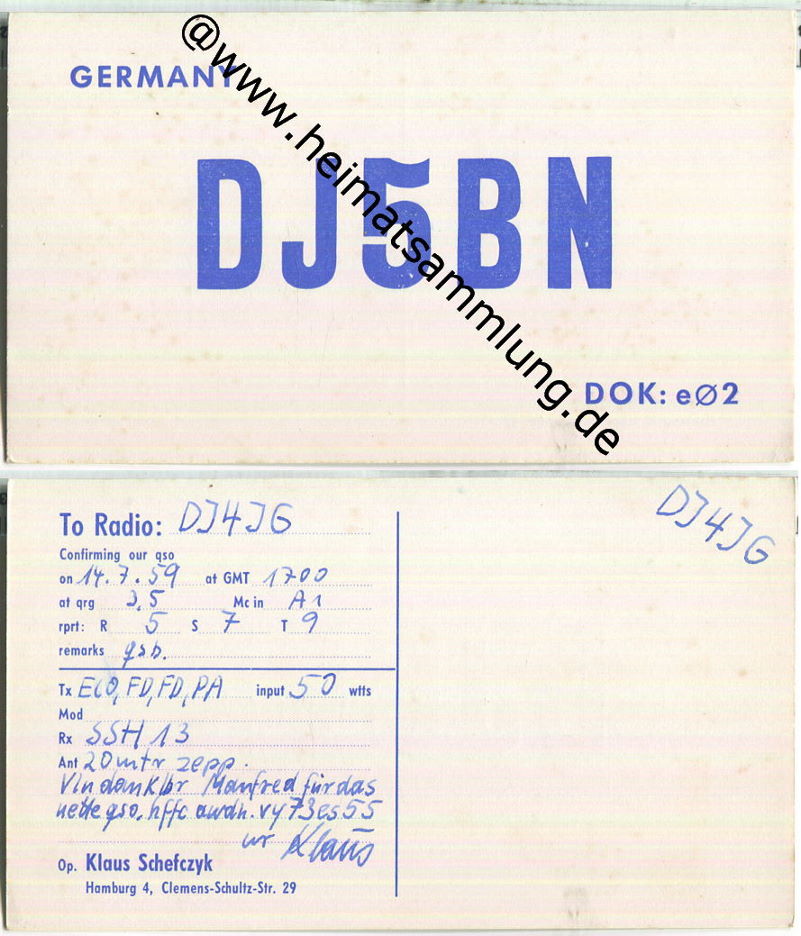 @www.heimatsammlung.de
GERMANY
DJ5BN
DOK: eØ2
DJ4JG
To Radio: DJ4JG
Confirming our qso
on 14.7.59 at GMT 1700
at qrg 3,5 Mc in A1
rprt: R 5 S 7 T 9
remarks qsb.
Tx ECO, FD, FD, PA input 50 wtts
Mod
Rx SSH 13
Ant 20 mtr zepp.
Vln dank lbr Manfred für das
nette qso. hffe awdh. vy 73 es 55
ur Klaus
Op. Klaus Schefczyk
Hamburg 4, Clemens-Schultz-Str. 29